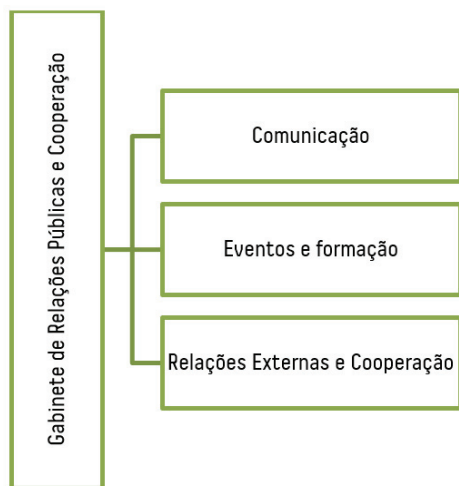 Gabinete de Relações Públicas e Cooperação
Comunicação
Eventos e formação
Relações Externas e Cooperação